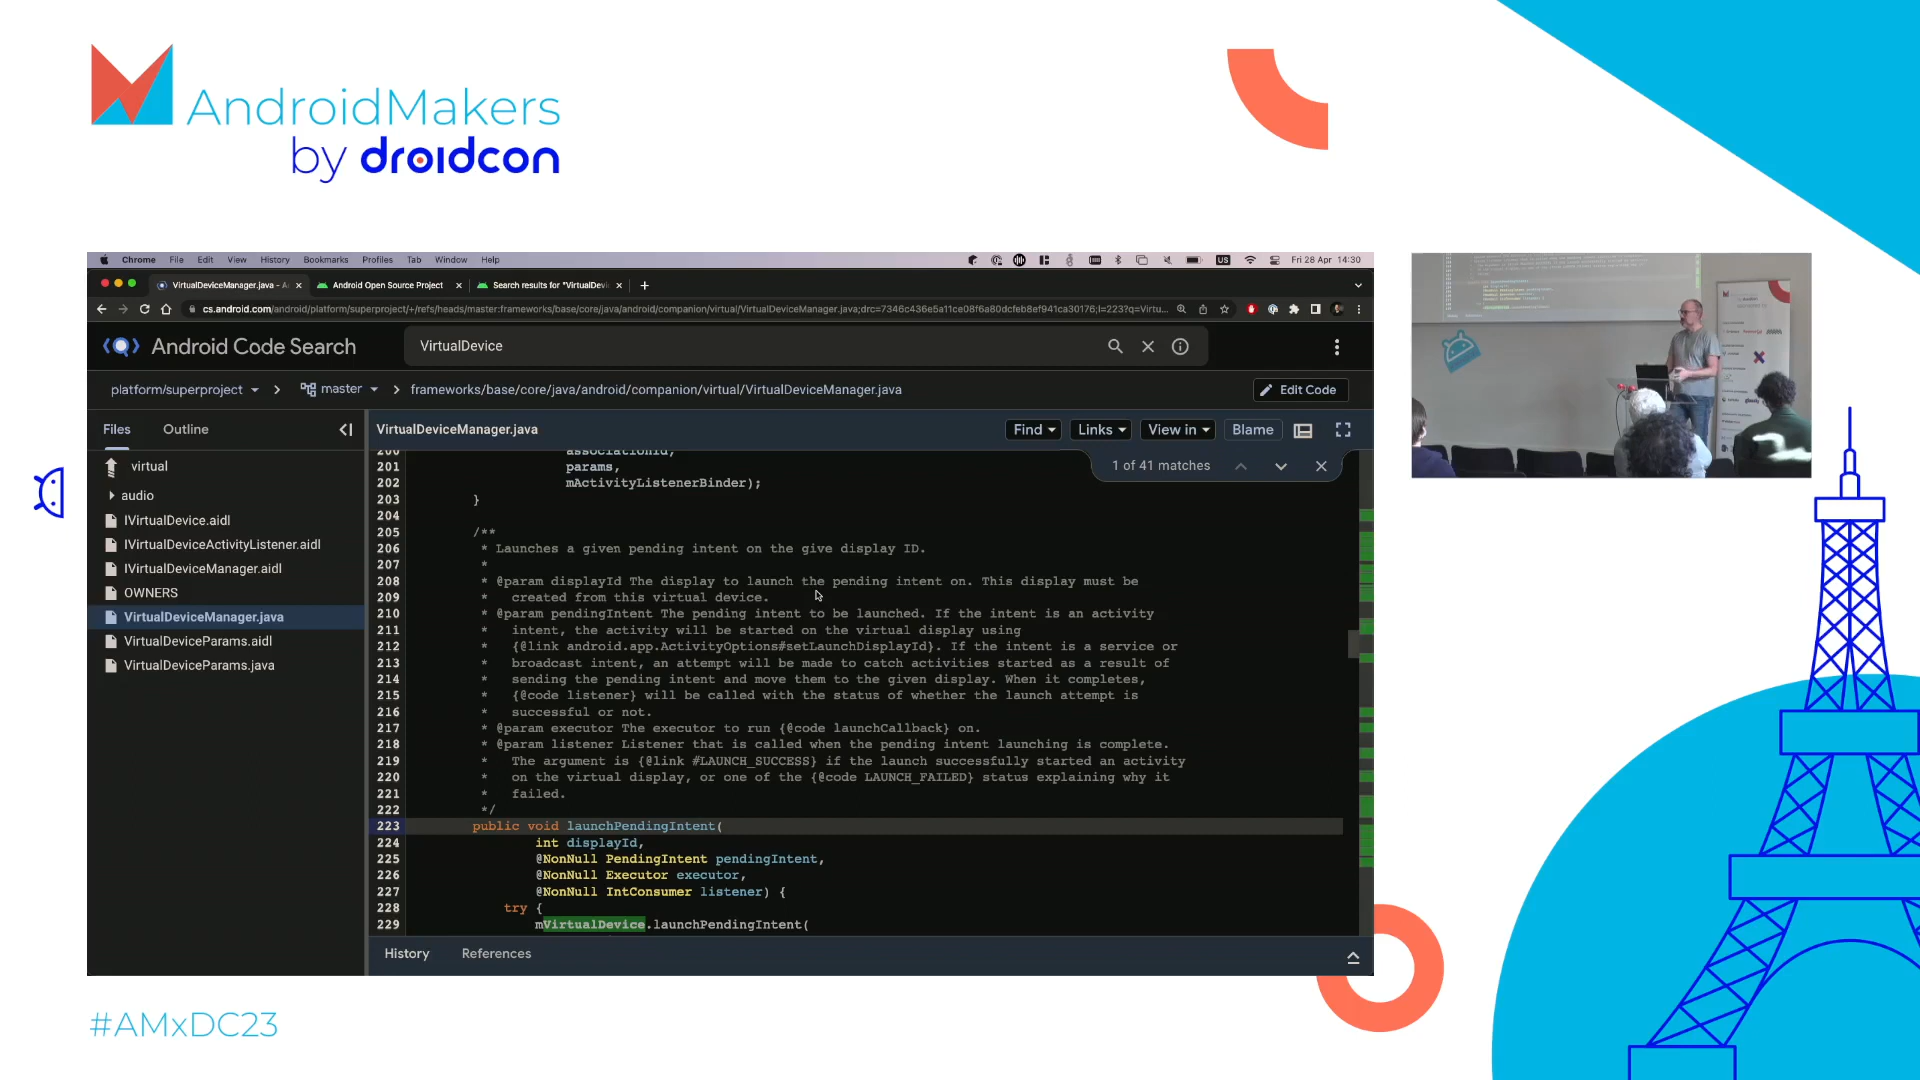 AndroidMakers
by droidcon
Chrome File Edit View History Bookmarks Profiles Tab Window Help
US Fri 28 Apr 14:30
VirtualDeviceManager.java - A
Android Open Source Project
Search results for "VirtualDevi
cs.android.com/android/platform/superproject/+/refs/heads/master:frameworks/base/core/java/android/companion/virtual/VirtualDeviceManager.java;drc=7346c436e5a11ce08f6a80dcfeb8ef941ca30176;l=223?q=Virtu...
Android Code Search
VirtualDevice
platform/superproject
master
frameworks/base/core/java/android/companion/virtual/VirtualDeviceManager.java
Edit Code
Files
Outline
VirtualDeviceManager.java
Find
Links
View in
Blame
1 of 41 matches
virtual
audio
IVirtualDevice.aidl
IVirtualDeviceActivityListener.aidl
IVirtualDeviceManager.aidl
OWNERS
VirtualDeviceManager.java
VirtualDeviceParams.aidl
VirtualDeviceParams.java
200 associationId,
201 params,
202 mActivityListenerBinder);
203 }
204
205 /**
206 * Launches a given pending intent on the give display ID.
207 *
208 * @param displayId The display to launch the pending intent on. This display must be
209 * created from this virtual device.
210 * @param pendingIntent The pending intent to be launched. If the intent is an activity
211 * intent, the activity will be started on the virtual display using
212 * {@link android.app.ActivityOptions#setLaunchDisplayId}. If the intent is a service or
213 * broadcast intent, an attempt will be made to catch activities started as a result of
214 * sending the pending intent and move them to the given display. When it completes,
215 * {@code listener} will be called with the status of whether the launch attempt is
216 * successful or not.
217 * @param executor The executor to run {@code launchCallback} on.
218 * @param listener Listener that is called when the pending intent launching is complete.
219 * The argument is {@link #LAUNCH_SUCCESS} if the launch successfully started an activity
220 * on the virtual display, or one of the {@code LAUNCH_FAILED} status explaining why it
221 * failed.
222 */
223 public void launchPendingIntent(
224 int displayId,
225 @NonNull PendingIntent pendingIntent,
226 @NonNull Executor executor,
227 @NonNull IntConsumer listener) {
228 try {
229 mVirtualDevice.launchPendingIntent(
History
References
#AMxDC23